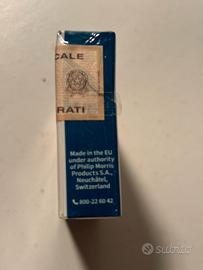 CALE
RATI
Made in the EU
under authority
of Philip Morris
Products S.A.,
Neuchâtel,
Switzerland
800-22 60 42
subito